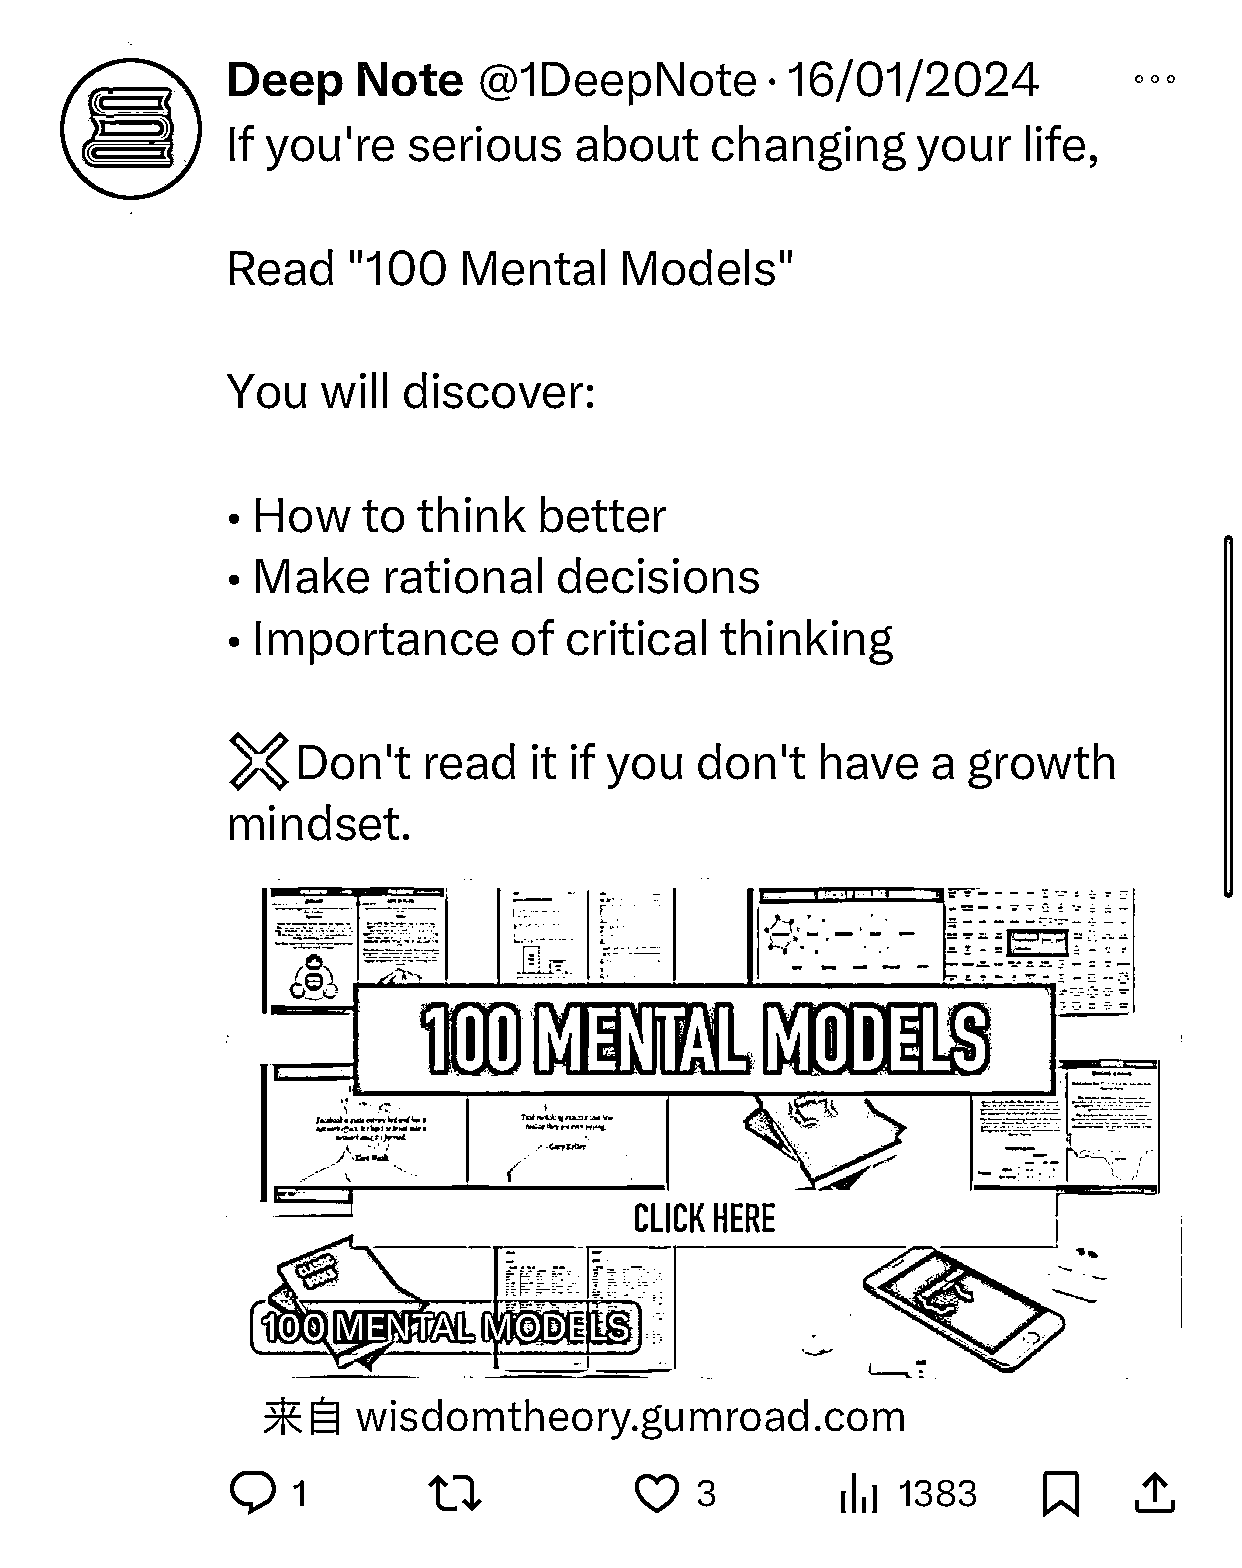 Deep Note @1DeepNote · 16/01/2024
If you're serious about changing your life,
Read "100 Mental Models"
You will discover:
• How to think better
• Make rational decisions
• Importance of critical thinking
❌Don't read it if you don't have a growth
mindset.
100 MENTAL MODELS
CLICK HERE
100 MENTAL MODELS
来自 wisdomtheory.gumroad.com
1 3 1383